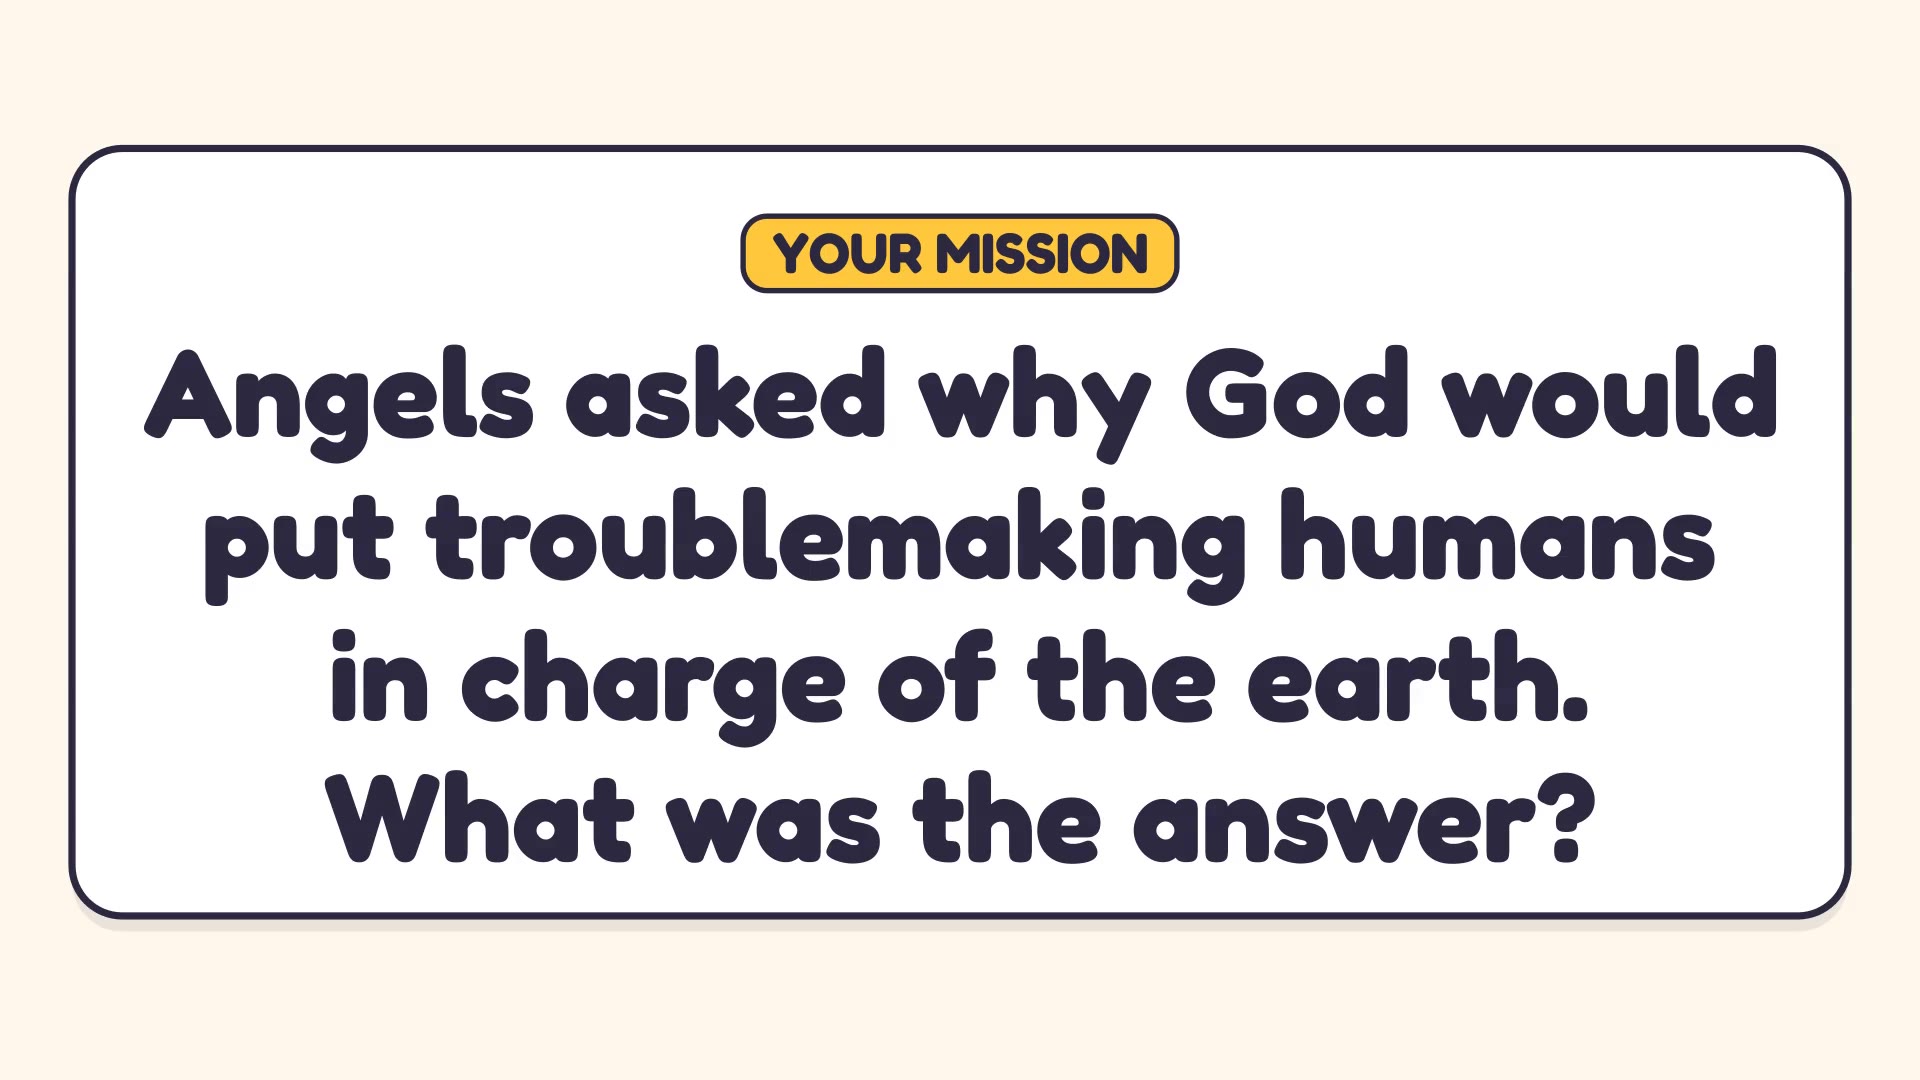 YOUR MISSION
Angels asked why God would
put troublemaking humans
in charge of the earth.
What was the answer?